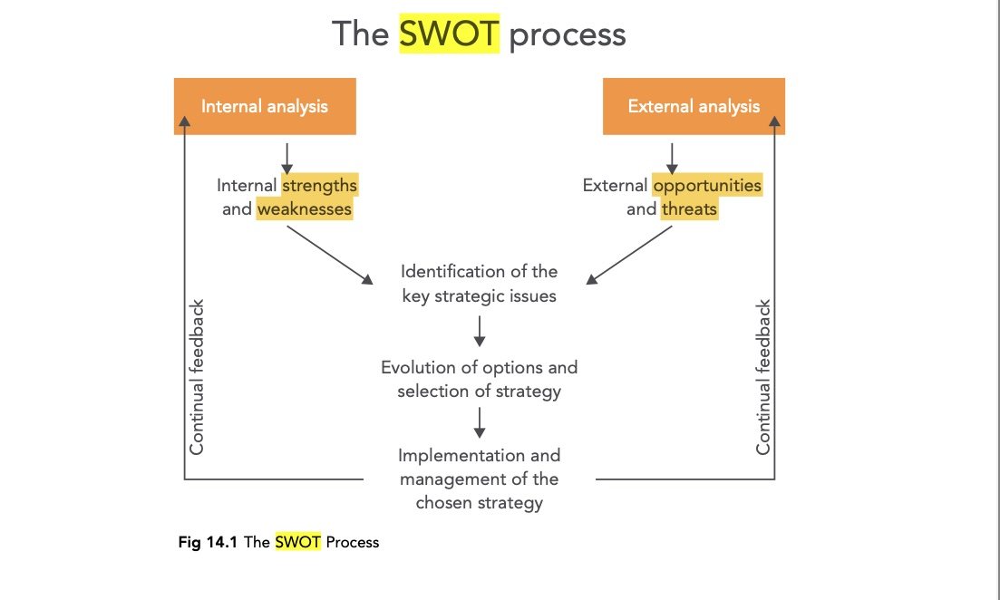 The SWOT process
Internal analysis
External analysis
Internal strengths
and weaknesses
External opportunities
and threats
Identification of the
key strategic issues
Evolution of options and
selection of strategy
Implementation and
management of the
chosen strategy
Continual feedback
Continual feedback
Fig 14.1 The SWOT Process